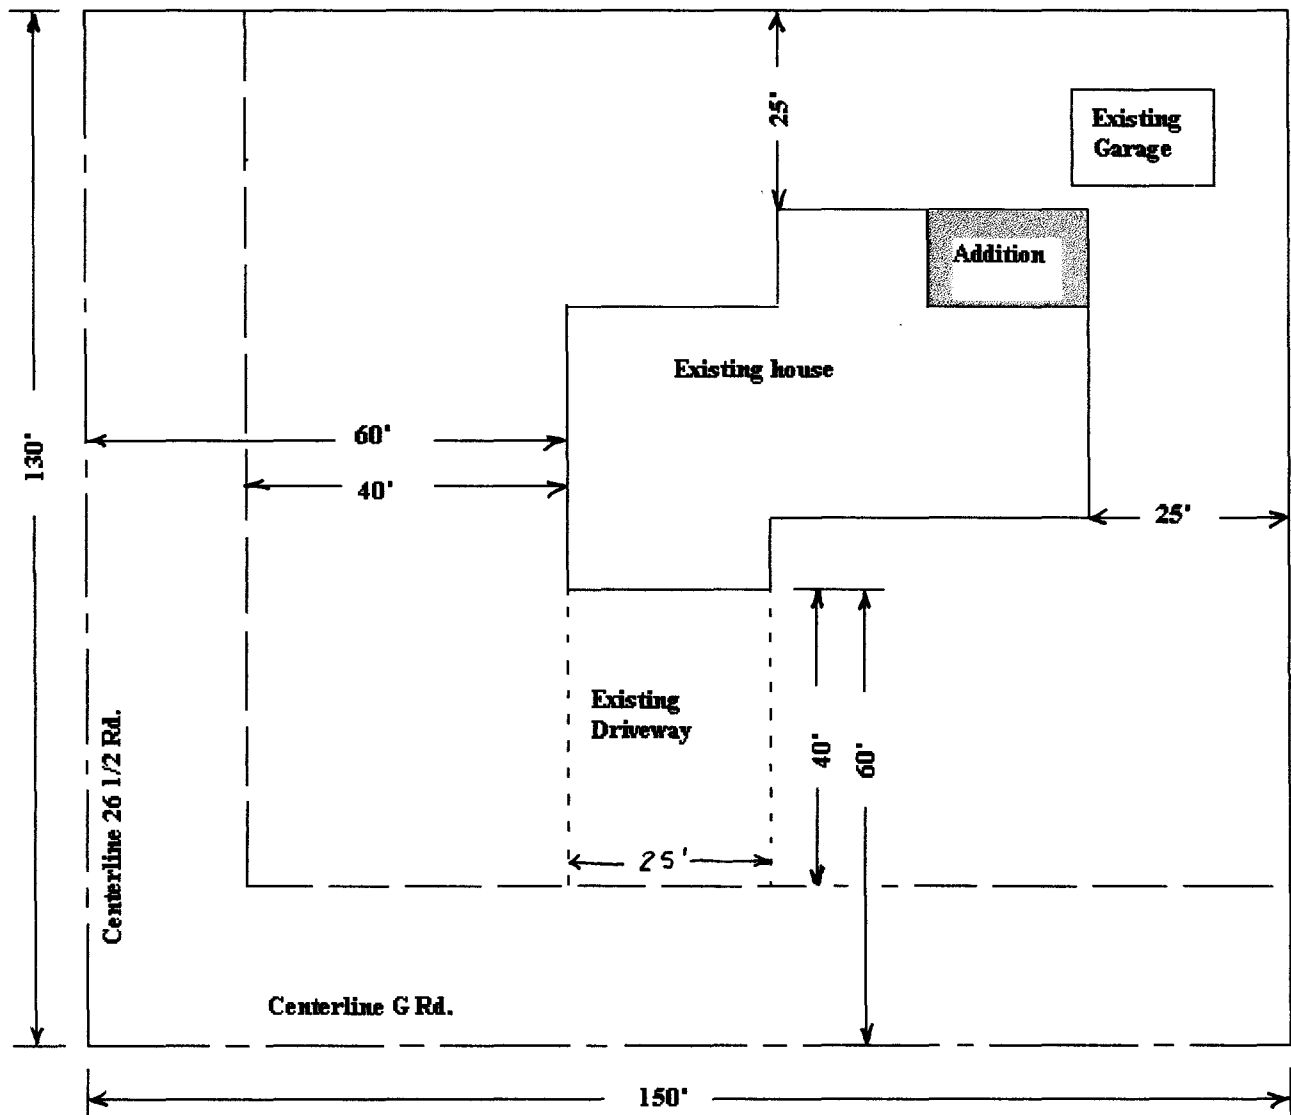 25'
Existing
Garage
Addition
Existing house
60'
40'
130'
25'
Existing
Driveway
40'
60'
25'
Centerline 26 1/2 Rd.
Centerline G Rd.
150'